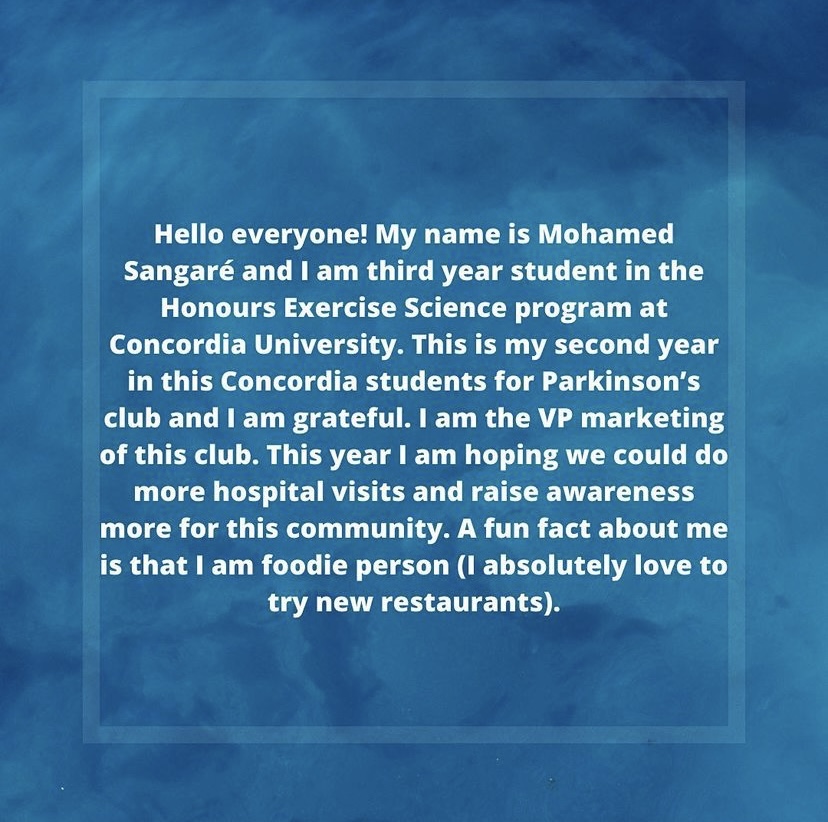 Hello everyone! My name is Mohamed
Sangaré and I am third year student in the
Honours Exercise Science program at
Concordia University. This is my second year
in this Concordia students for Parkinson’s
club and I am grateful. I am the VP marketing
of this club. This year I am hoping we could do
more hospital visits and raise awareness
more for this community. A fun fact about me
is that I am foodie person (I absolutely love to
try new restaurants).